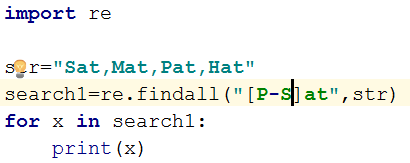 import re
str="Sat,Mat,Pat,Hat"
search1=re.findall("[P-S]at",str)
for x in search1:
    print(x)